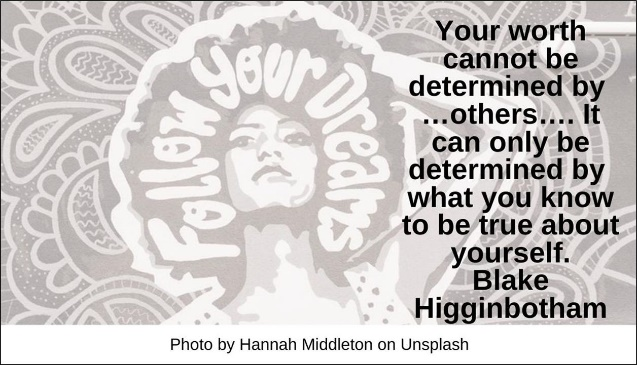 Follow Your Dreams
Your worth
cannot be
determined by
...others.... It
can only be
determined by
what you know
to be true about
yourself.
Blake
Higginbotham
Photo by Hannah Middleton on Unsplash